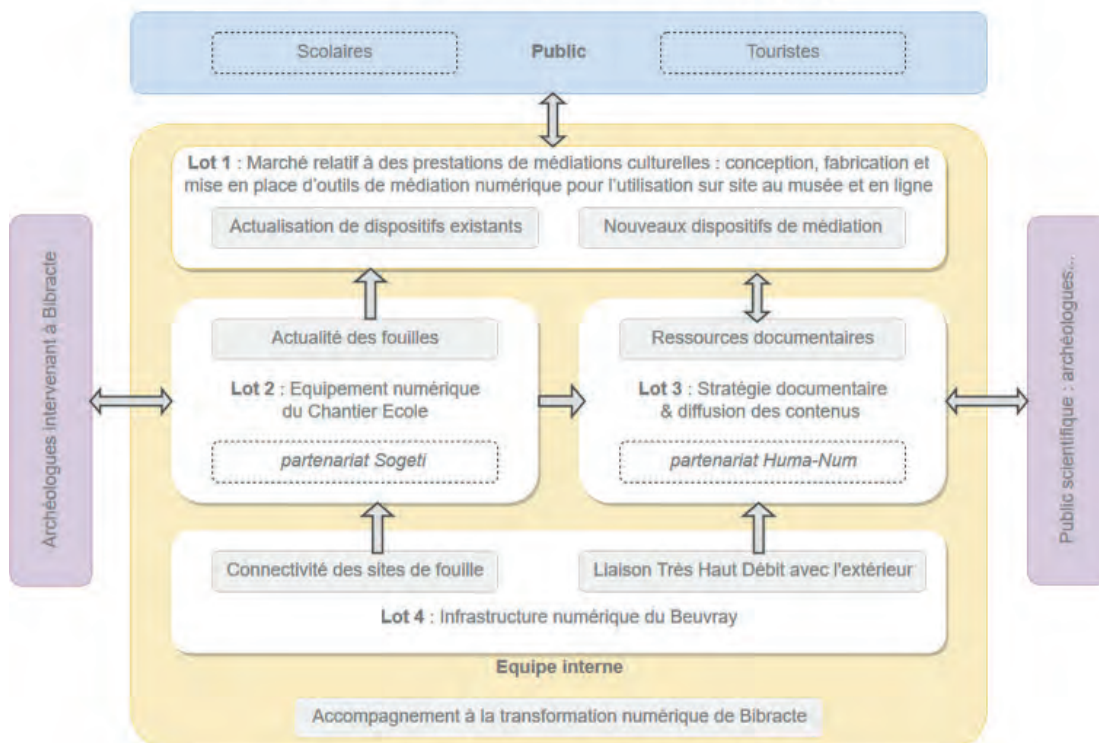 Scolaires
Public
Touristes
Lot 1 : Marché relatif à des prestations de médiations culturelles : conception, fabrication et
mise en place d'outils de médiation numérique pour l'utilisation sur site au musée et en ligne
Actualisation de dispositifs existants
Nouveaux dispositifs de médiation
Archéologues intervenant à Bibracte
Actualité des fouilles
Lot 2 : Equipement numérique
du Chantier Ecole
partenariat Sogeti
Ressources documentaires
Lot 3 : Stratégie documentaire
& diffusion des contenus
partenariat Huma-Num
Public scientifique : archéologues...
Connectivité des sites de fouille
Liaison Très Haut Débit avec l'extérieur
Lot 4 : Infrastructure numérique du Beuvray
Equipe interne
Accompagnement à la transformation numérique de Bibracte